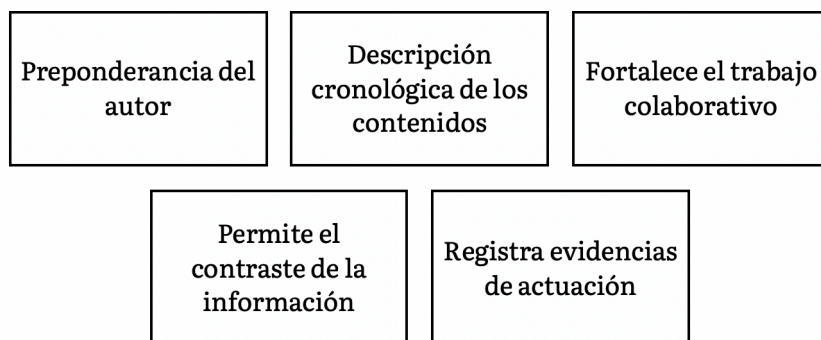 Preponderancia del
autor
Descripción
cronológica de los
contenidos
Fortalece el trabajo
colaborativo
Permite el
contraste de la
información
Registra evidencias
de actuación